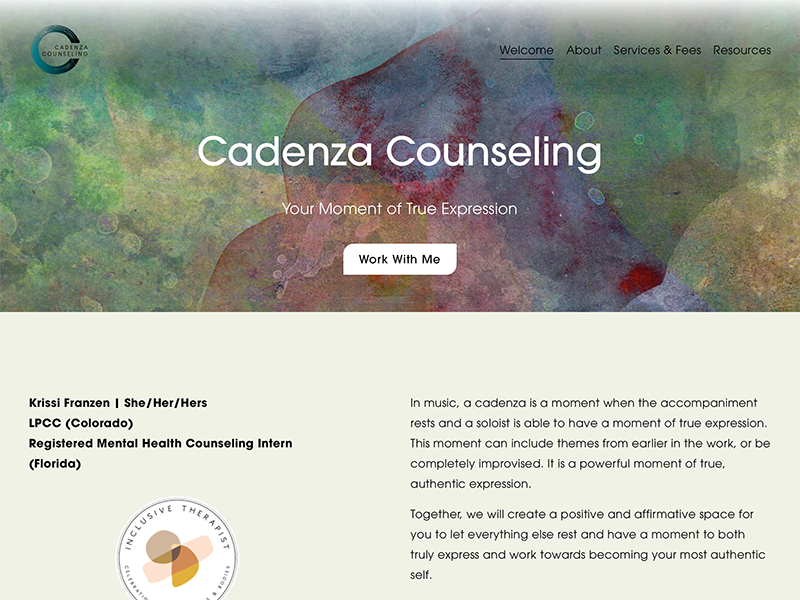 CADENZA
COUNSELING
Welcome About Services & Fees Resources
Cadenza Counseling
Your Moment of True Expression
Work With Me
Krissi Franzen | She/Her/Hers
LPCC (Colorado)
Registered Mental Health Counseling Intern
(Florida)
INCLUSIVE THERAPIST
CELEBRATING
& BODIES
In music, a cadenza is a moment when the accompaniment
rests and a soloist is able to have a moment of true expression.
This moment can include themes from earlier in the work, or be
completely improvised. It is a powerful moment of true,
authentic expression.
Together, we will create a positive and affirmative space for
you to let everything else rest and have a moment to both
truly express and work towards becoming your most authentic
self.